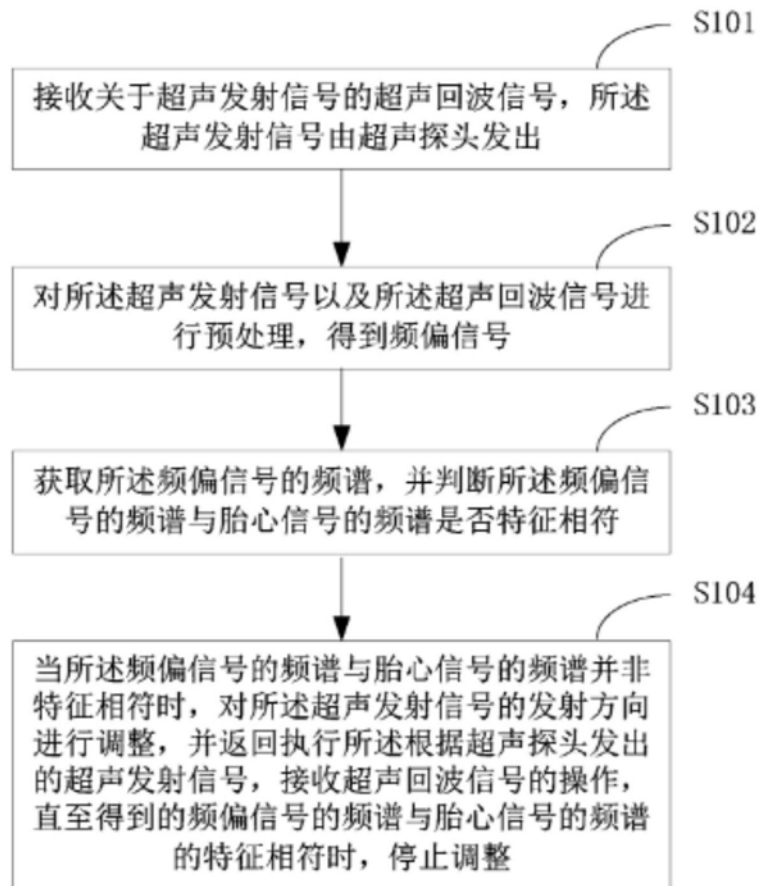 S101
接收关于超声发射信号的超声回波信号，所述
超声发射信号由超声探头发出
S102
对所述超声发射信号以及所述超声回波信号进
行预处理，得到频偏信号
S103
获取所述频偏信号的频谱，并判断所述频偏信
号的频谱与胎心信号的频谱是否特征相符
S104
当所述频偏信号的频谱与胎心信号的频谱并非
特征相符时，对所述超声发射信号的发射方向
进行调整，并返回执行所述根据超声探头发出
的超声发射信号，接收超声回波信号的操作，
直至得到的频偏信号的频谱与胎心信号的频谱
的特征相符时，停止调整